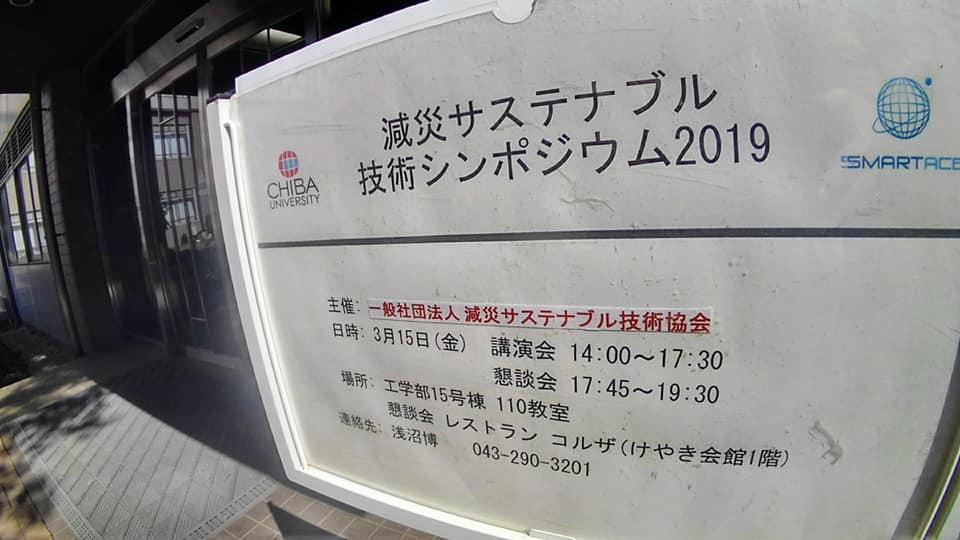 減災サステナブル
技術シンポジウム2019
CHIBA
UNIVERSITY
SMARTACE
主催: 一般社団法人 減災サステナブル技術協会
日時: 3月15日(金) 講演会 14:00～17:30
懇談会 17:45～19:30
場所: 工学部15号棟 110教室
懇談会 レストラン コルザ(けやき会館1階)
連絡先: 浅沼博 043-290-3201